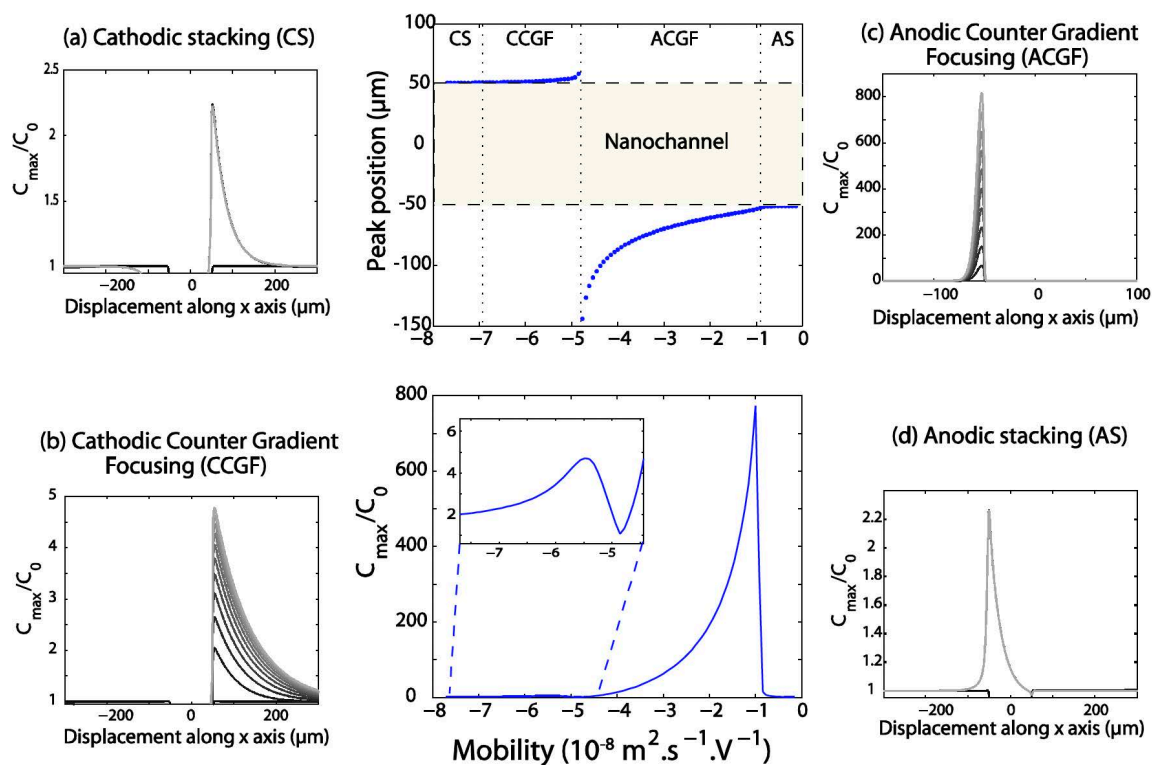 (a) Cathodic stacking (CS)
2.5
2
1.5
1
C_max/C_0
−200 0 200
Displacement along x axis (µm)
100
50
0
−50
−100
−150
Peak position (µm)
CS CCGF ACGF AS
Nanochannel
−8 −7 −6 −5 −4 −3 −2 −1 0
(c) Anodic Counter Gradient
Focusing (ACGF)
800
600
400
200
0
C_max/C_0
−100 0 100
Displacement along x axis (µm)
(b) Cathodic Counter Gradient
Focusing (CCGF)
5
4
3
2
1
C_max/C_0
−200 0 200
Displacement along x axis (µm)
800
600
400
200
0
C_max/C_0
6
4
2
−7 −6 −5
−8 −7 −6 −5 −4 −3 −2 −1 0
Mobility (10⁻⁸ m².s⁻¹.V⁻¹)
(d) Anodic stacking (AS)
2.2
2
1.8
1.6
1.4
1.2
1
C_max/C_0
−200 0 200
Displacement along x axis (µm)